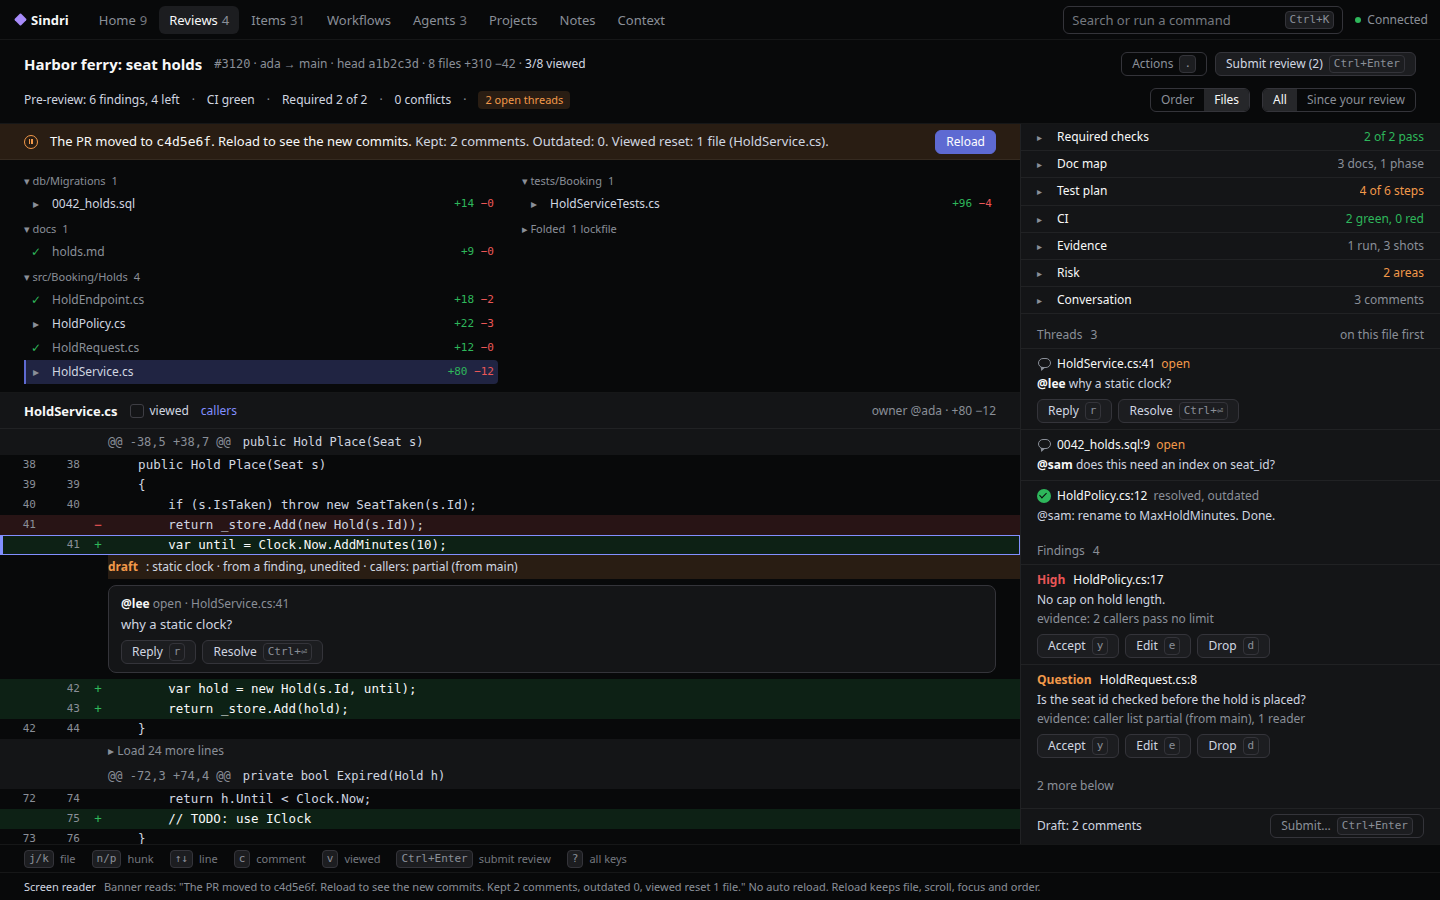 Sindri Home 9 Reviews 4 Items 31 Workflows Agents 3 Projects Notes Context Search or run a command Ctrl+K Connected
Harbor ferry: seat holds #3120 · ada → main · head a1b2c3d · 8 files +310 −42 · 3/8 viewed Actions . Submit review (2) Ctrl+Enter
Pre-review: 6 findings, 4 left · CI green · Required 2 of 2 · 0 conflicts · 2 open threads Order Files All Since your review
The PR moved to c4d5e6f. Reload to see the new commits. Kept: 2 comments. Outdated: 0. Viewed reset: 1 file (HoldService.cs). Reload
▾ db/Migrations 1
▸ 0042_holds.sql +14 −0
▾ docs 1
✓ holds.md +9 −0
▾ src/Booking/Holds 4
✓ HoldEndpoint.cs +18 −2
▸ HoldPolicy.cs +22 −3
✓ HoldRequest.cs +12 −0
▸ HoldService.cs +80 −12
▾ tests/Booking 1
▸ HoldServiceTests.cs +96 −4
▸ Folded 1 lockfile
HoldService.cs viewed callers owner @ada · +80 −12
@@ -38,5 +38,7 @@ public Hold Place(Seat s)
38 38 public Hold Place(Seat s)
39 39 {
40 40 if (s.IsTaken) throw new SeatTaken(s.Id);
41 − return _store.Add(new Hold(s.Id));
41 + var until = Clock.Now.AddMinutes(10);
draft : static clock · from a finding, unedited · callers: partial (from main)
@lee open · HoldService.cs:41
why a static clock?
Reply r Resolve Ctrl+⏎
42 + var hold = new Hold(s.Id, until);
43 + return _store.Add(hold);
42 44 }
▸ Load 24 more lines
@@ -72,3 +74,4 @@ private bool Expired(Hold h)
72 74 return h.Until < Clock.Now;
75 + // TODO: use IClock
73 76 }
▸ Required checks 2 of 2 pass
▸ Doc map 3 docs, 1 phase
▸ Test plan 4 of 6 steps
▸ CI 2 green, 0 red
▸ Evidence 1 run, 3 shots
▸ Risk 2 areas
▸ Conversation 3 comments
Threads 3 on this file first
HoldService.cs:41 open
@lee why a static clock?
Reply r Resolve Ctrl+⏎
0042_holds.sql:9 open
@sam does this need an index on seat_id?
HoldPolicy.cs:12 resolved, outdated
@sam: rename to MaxHoldMinutes. Done.
Findings 4
High HoldPolicy.cs:17
No cap on hold length.
evidence: 2 callers pass no limit
Accept y Edit e Drop d
Question HoldRequest.cs:8
Is the seat id checked before the hold is placed?
evidence: caller list partial (from main), 1 reader
Accept y Edit e Drop d
2 more below
Draft: 2 comments Submit... Ctrl+Enter
j/k file n/p hunk ↑↓ line c comment v viewed Ctrl+Enter submit review ? all keys
Screen reader Banner reads: "The PR moved to c4d5e6f. Reload to see the new commits. Kept 2 comments, outdated 0, viewed reset 1 file." No auto reload. Reload keeps file, scroll, focus and order.